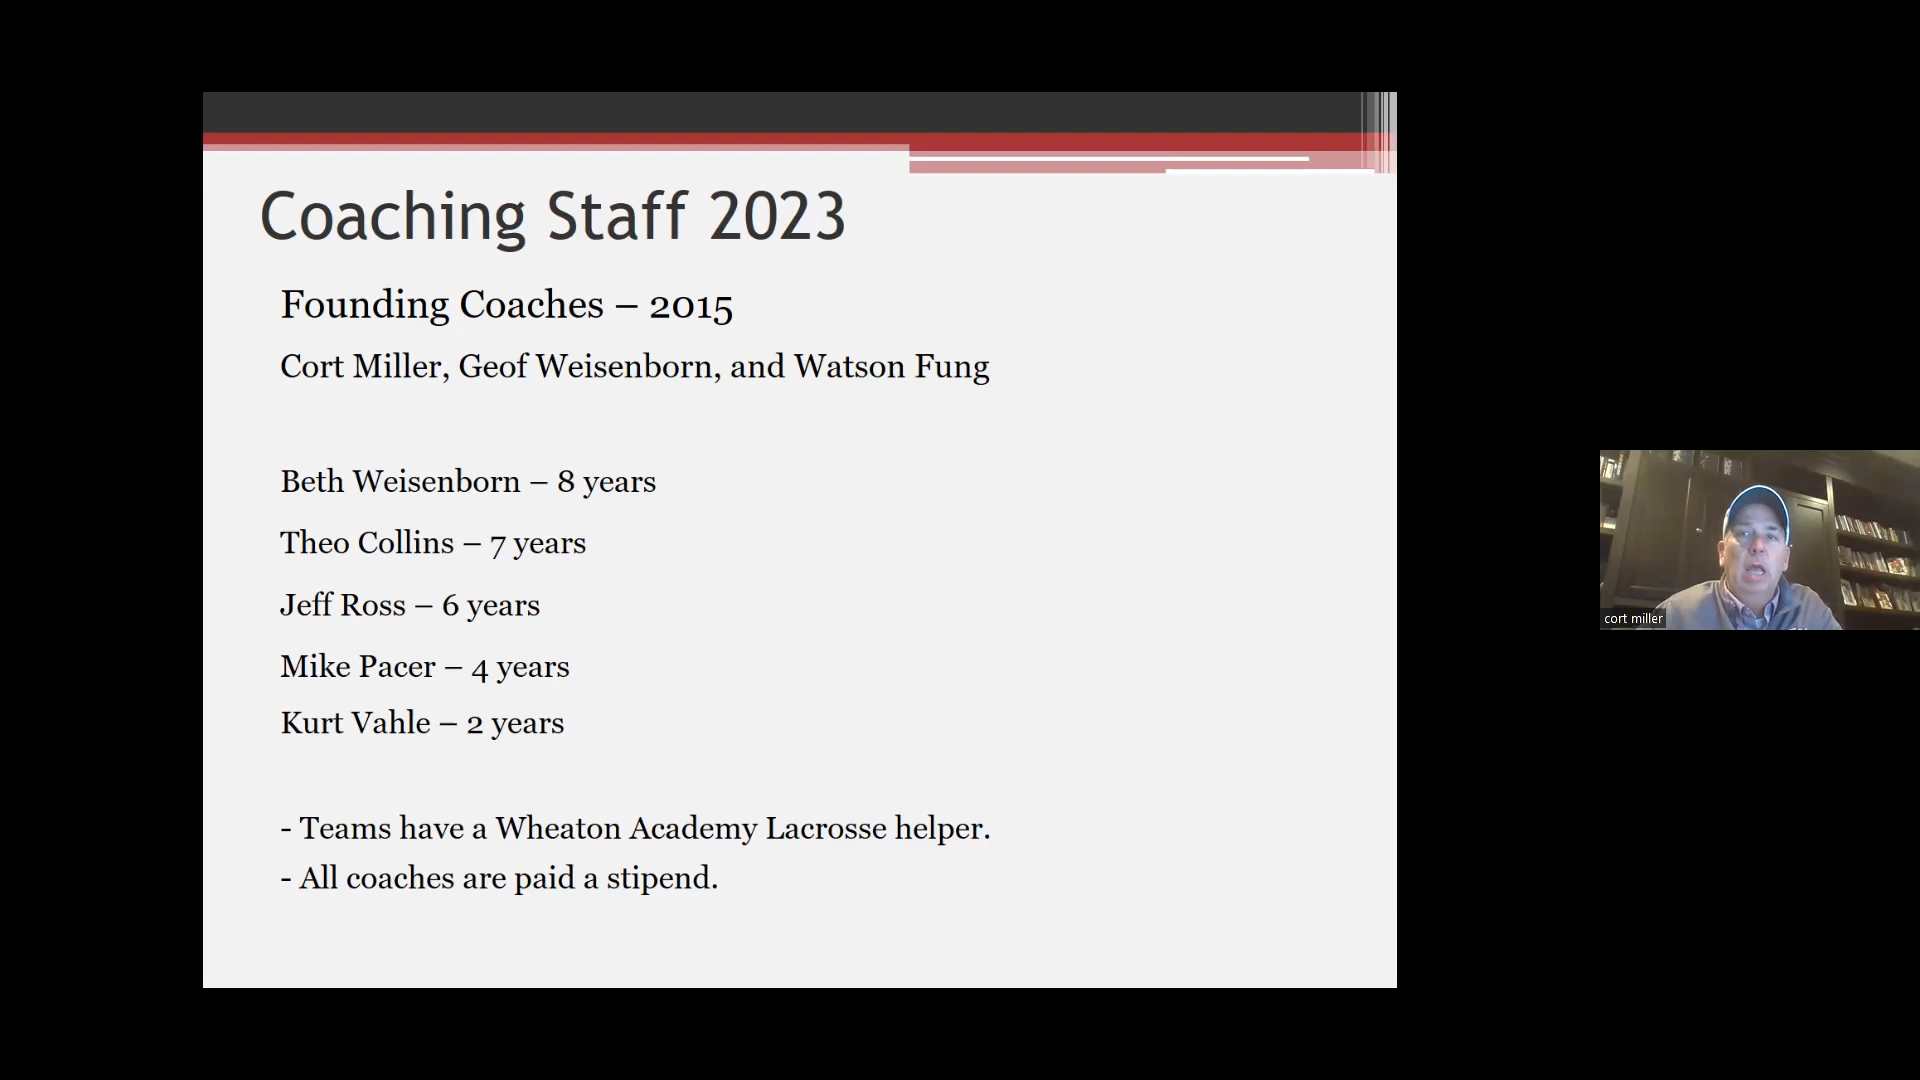 Coaching Staff 2023
Founding Coaches – 2015
Cort Miller, Geof Weisenborn, and Watson Fung
Beth Weisenborn – 8 years
Theo Collins – 7 years
Jeff Ross – 6 years
Mike Pacer – 4 years
Kurt Vahle – 2 years
- Teams have a Wheaton Academy Lacrosse helper.
- All coaches are paid a stipend.
cort miller